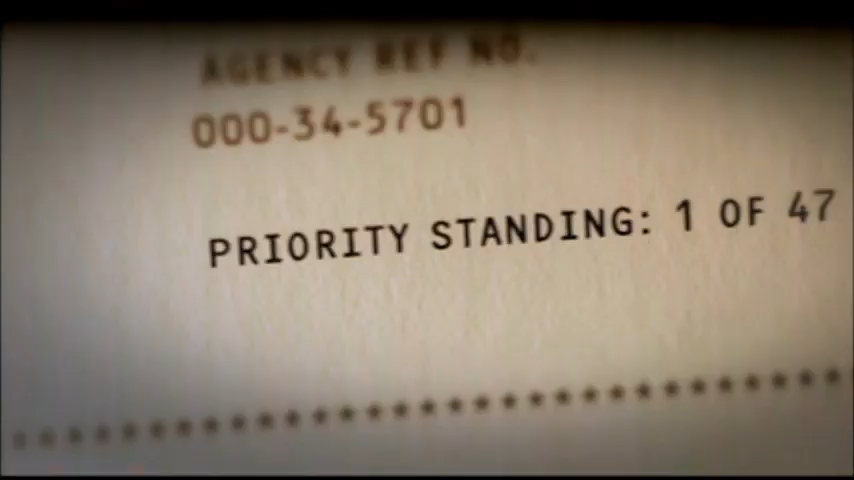 AGENCY REF NO.
000-34-5701
PRIORITY STANDING: 1 OF 47